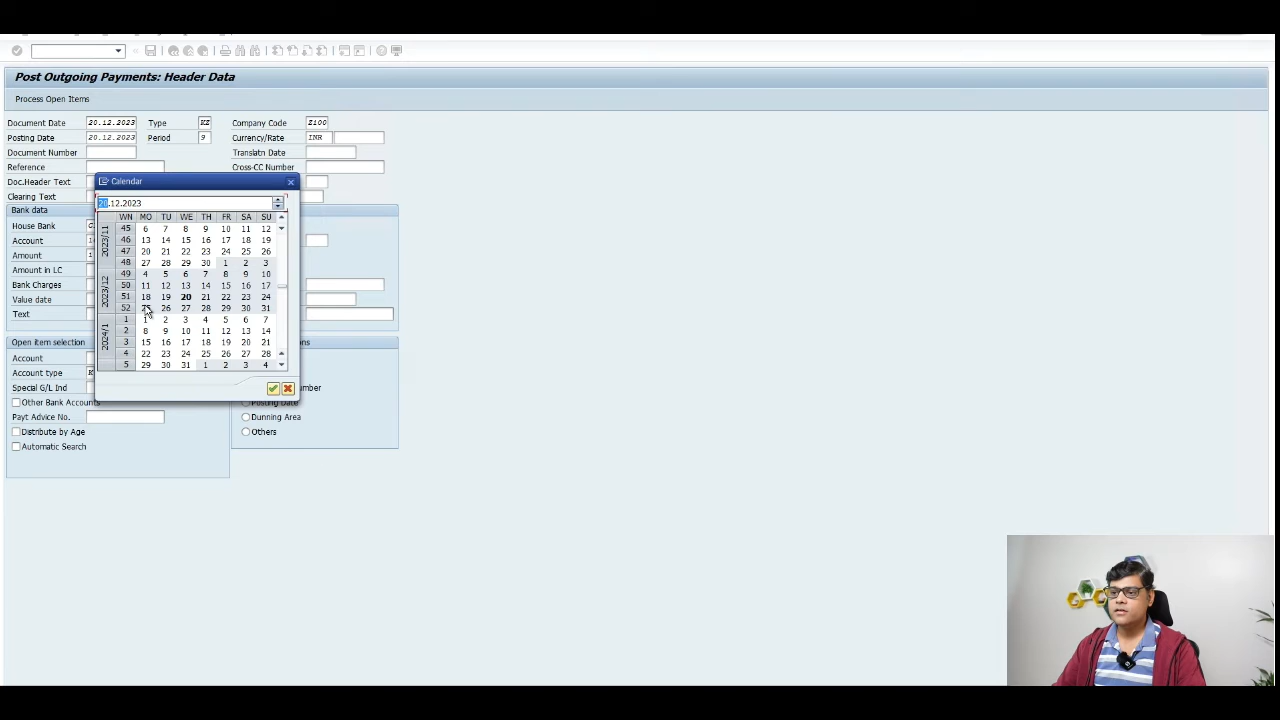 Post Outgoing Payments: Header Data
Process Open Items
Document Date 20.12.2023 Type KZ Company Code Z100
Posting Date 20.12.2023 Period 9 Currency/Rate INR
Document Number Translatn Date
Reference Cross-CC Number
Doc.Header Text
Clearing Text
Calendar
20.12.2023
WN MO TU WE TH FR SA SU
2023/11
45 6 7 8 9 10 11 12
46 13 14 15 16 17 18 19
47 20 21 22 23 24 25 26
48 27 28 29 30 1 2 3
2023/12
49 4 5 6 7 8 9 10
50 11 12 13 14 15 16 17
51 18 19 20 21 22 23 24
52 25 26 27 28 29 30 31
2024/1
1 1 2 3 4 5 6 7
2 8 9 10 11 12 13 14
3 15 16 17 18 19 20 21
4 22 23 24 25 26 27 28
5 29 30 31 1 2 3 4
Bank data
House Bank
Account
Amount
Amount in LC
Bank Charges
Value date
Text
Open item selection
Account
Account type K
Special G/L Ind
Other Bank Accounts Posting Date
Payt Advice No. Dunning Area
Distribute by Age Others
Automatic Search